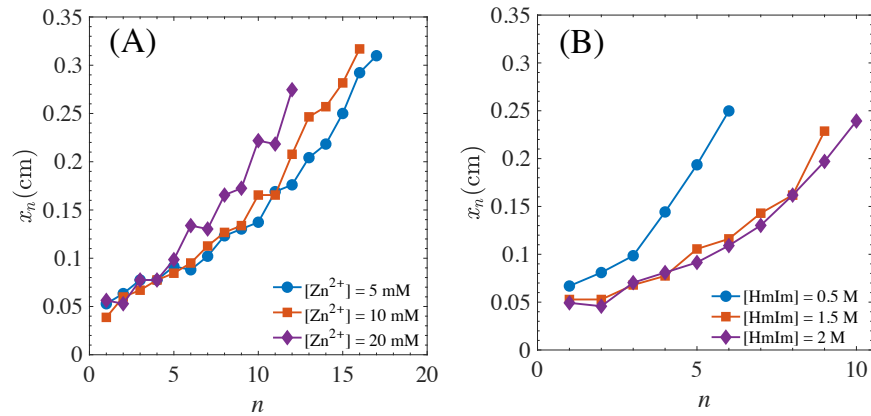 (A)
0.35
0.3
0.25
0.2
0.15
0.1
0.05
0
xₙ(cm)
0 5 10 15 20
n
[Zn²⁺] = 5 mM
[Zn²⁺] = 10 mM
[Zn²⁺] = 20 mM
(B)
0.35
0.3
0.25
0.2
0.15
0.1
0.05
0
xₙ(cm)
0 5 10
n
[HmIm] = 0.5 M
[HmIm] = 1.5 M
[HmIm] = 2 M